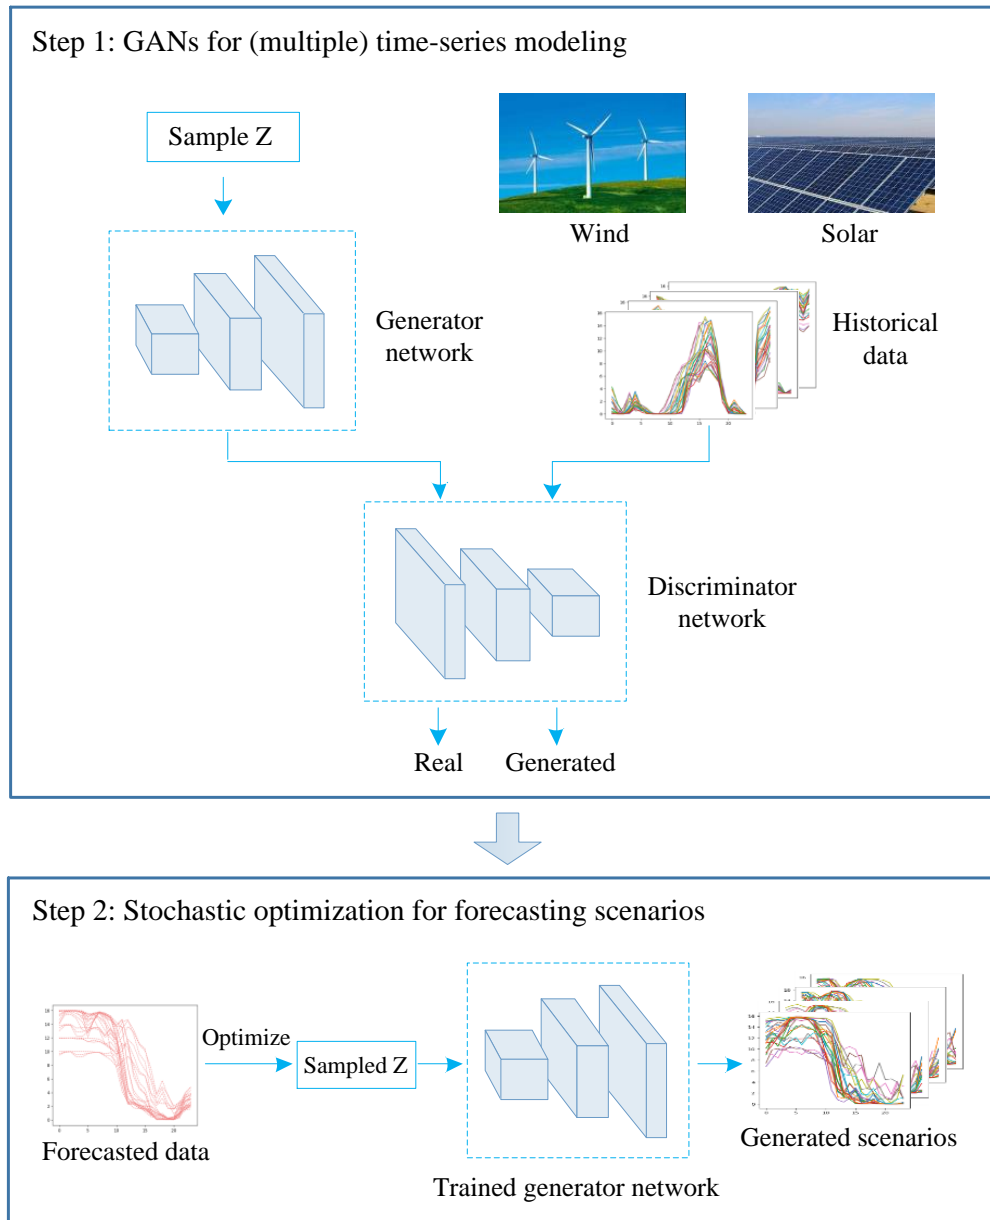 Step 1: GANs for (multiple) time-series modeling
Sample Z
Wind
Solar
Generator
network
Historical
data
Discriminator
network
Real
Generated
Step 2: Stochastic optimization for forecasting scenarios
Optimize
Sampled Z
Forecasted data
Trained generator network
Generated scenarios